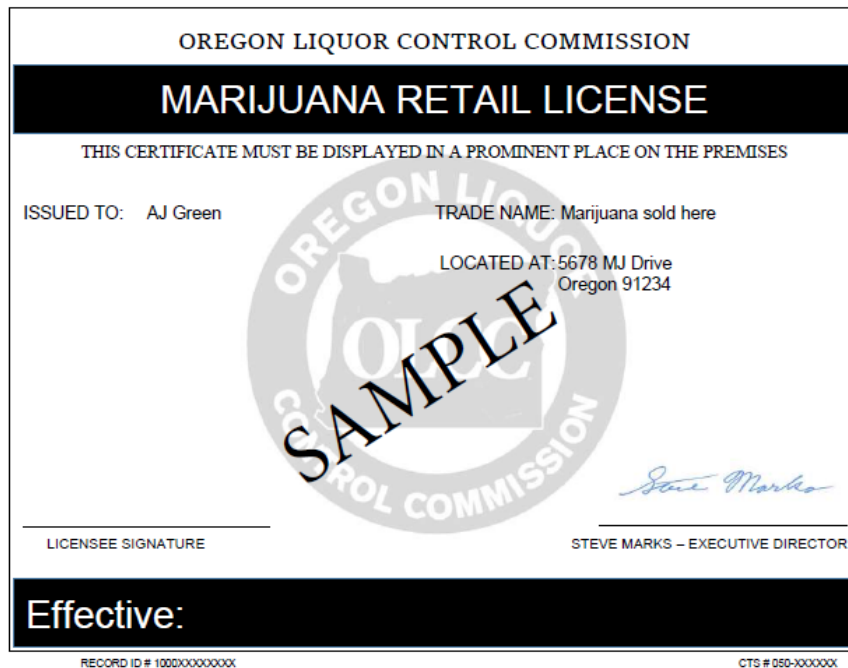 OREGON LIQUOR CONTROL COMMISSION
MARIJUANA RETAIL LICENSE
THIS CERTIFICATE MUST BE DISPLAYED IN A PROMINENT PLACE ON THE PREMISES
ISSUED TO: AJ Green
TRADE NAME: Marijuana sold here
LOCATED AT: 5678 MJ Drive
Oregon 91234
OREGON LIQUOR
OLCC
CONTROL COMMISSION
SAMPLE
Steve Marks
LICENSEE SIGNATURE
STEVE MARKS – EXECUTIVE DIRECTOR
Effective:
RECORD ID # 1000XXXXXXXX
CTS # 050-XXXXXX